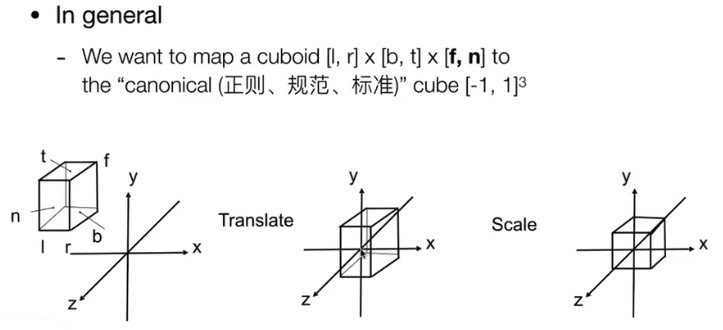 • In general
- We want to map a cuboid [l, r] x [b, t] x [f, n] to
the “canonical (正则、规范、标准)” cube [-1, 1]³
t
f
y
n
l
r
b
x
z
Translate
y
x
z
Scale
y
x
z